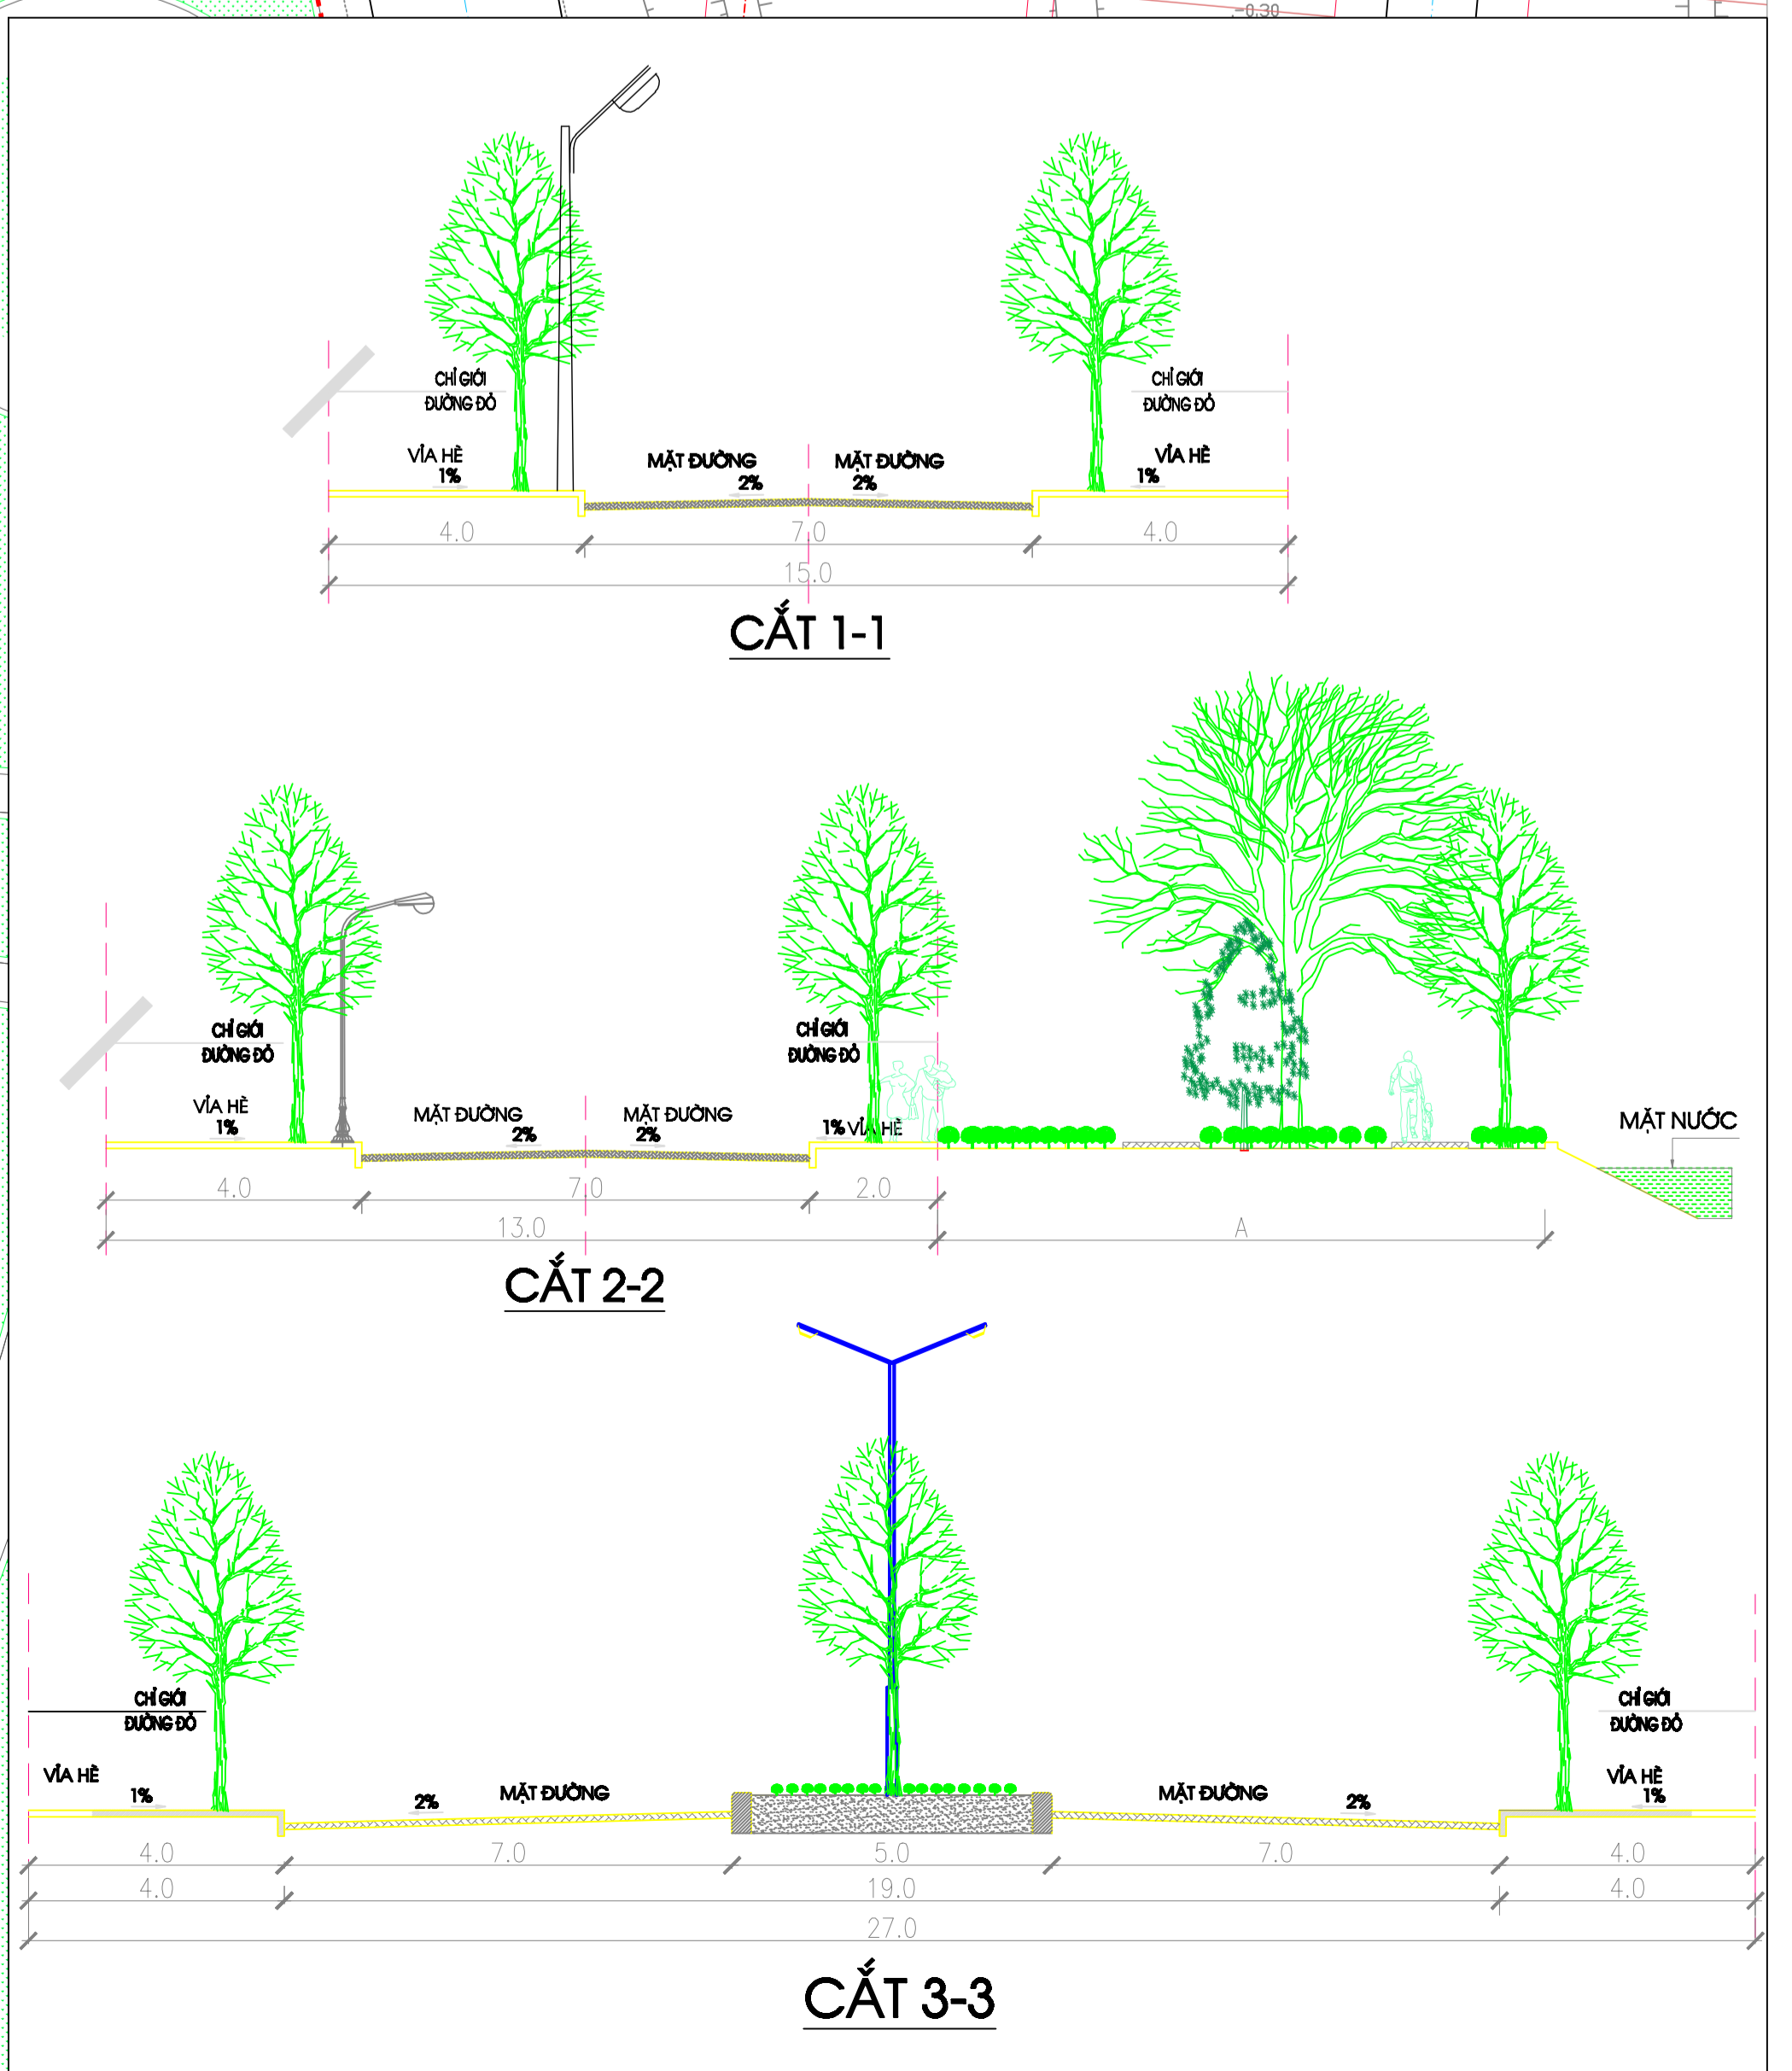 -0.30
CHỈ GIỚI
ĐƯỜNG ĐỎ
CHỈ GIỚI
ĐƯỜNG ĐỎ
VỈA HÈ
1%
MẶT ĐƯỜNG
2%
MẶT ĐƯỜNG
2%
VỈA HÈ
1%
4.0 7.0 4.0
15.0
CẮT 1-1
CHỈ GIỚI
ĐƯỜNG ĐỎ
CHỈ GIỚI
ĐƯỜNG ĐỎ
VỈA HÈ
1%
MẶT ĐƯỜNG
2%
MẶT ĐƯỜNG
2%
1% VỈA HÈ
MẶT NƯỚC
4.0 7.0 2.0
13.0 A
CẮT 2-2
CHỈ GIỚI
ĐƯỜNG ĐỎ
CHỈ GIỚI
ĐƯỜNG ĐỎ
VỈA HÈ
1%
2%
MẶT ĐƯỜNG
MẶT ĐƯỜNG
2%
VỈA HÈ
1%
4.0 7.0 5.0 7.0 4.0
4.0 19.0 4.0
27.0
CẮT 3-3